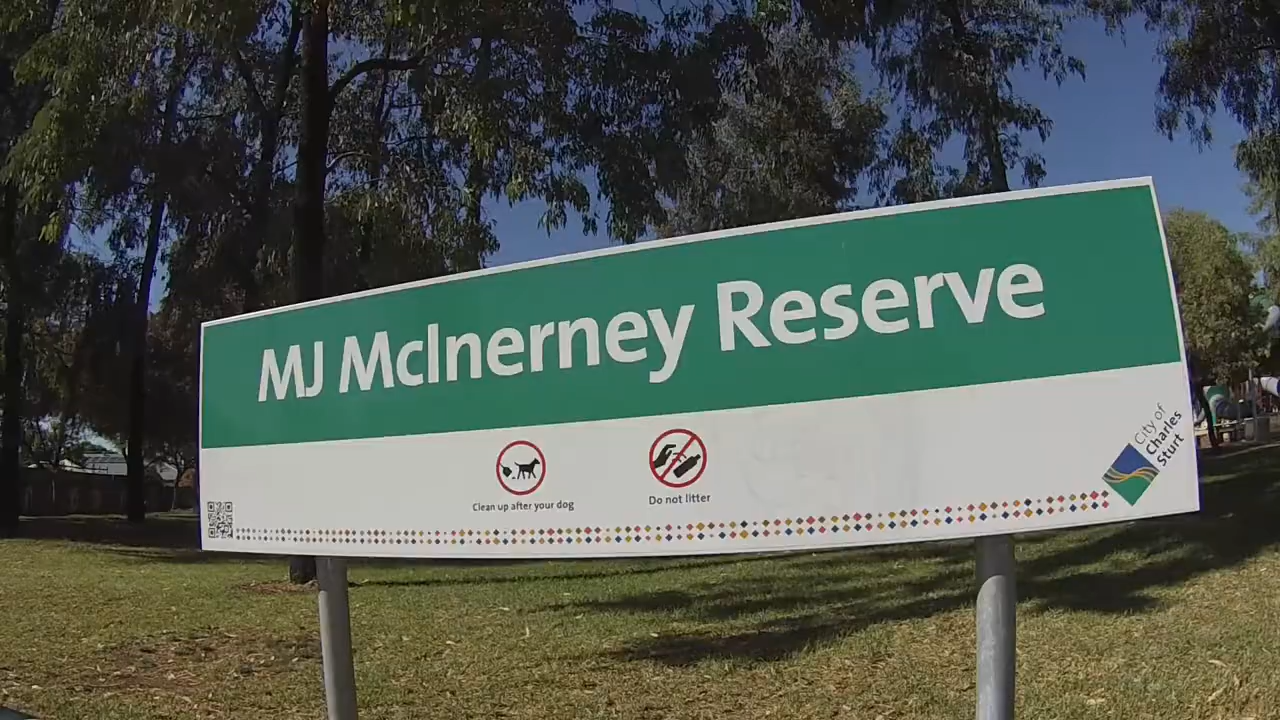 MJ McInerney Reserve
Clean up after your dog
Do not litter
City of
Charles
Sturt